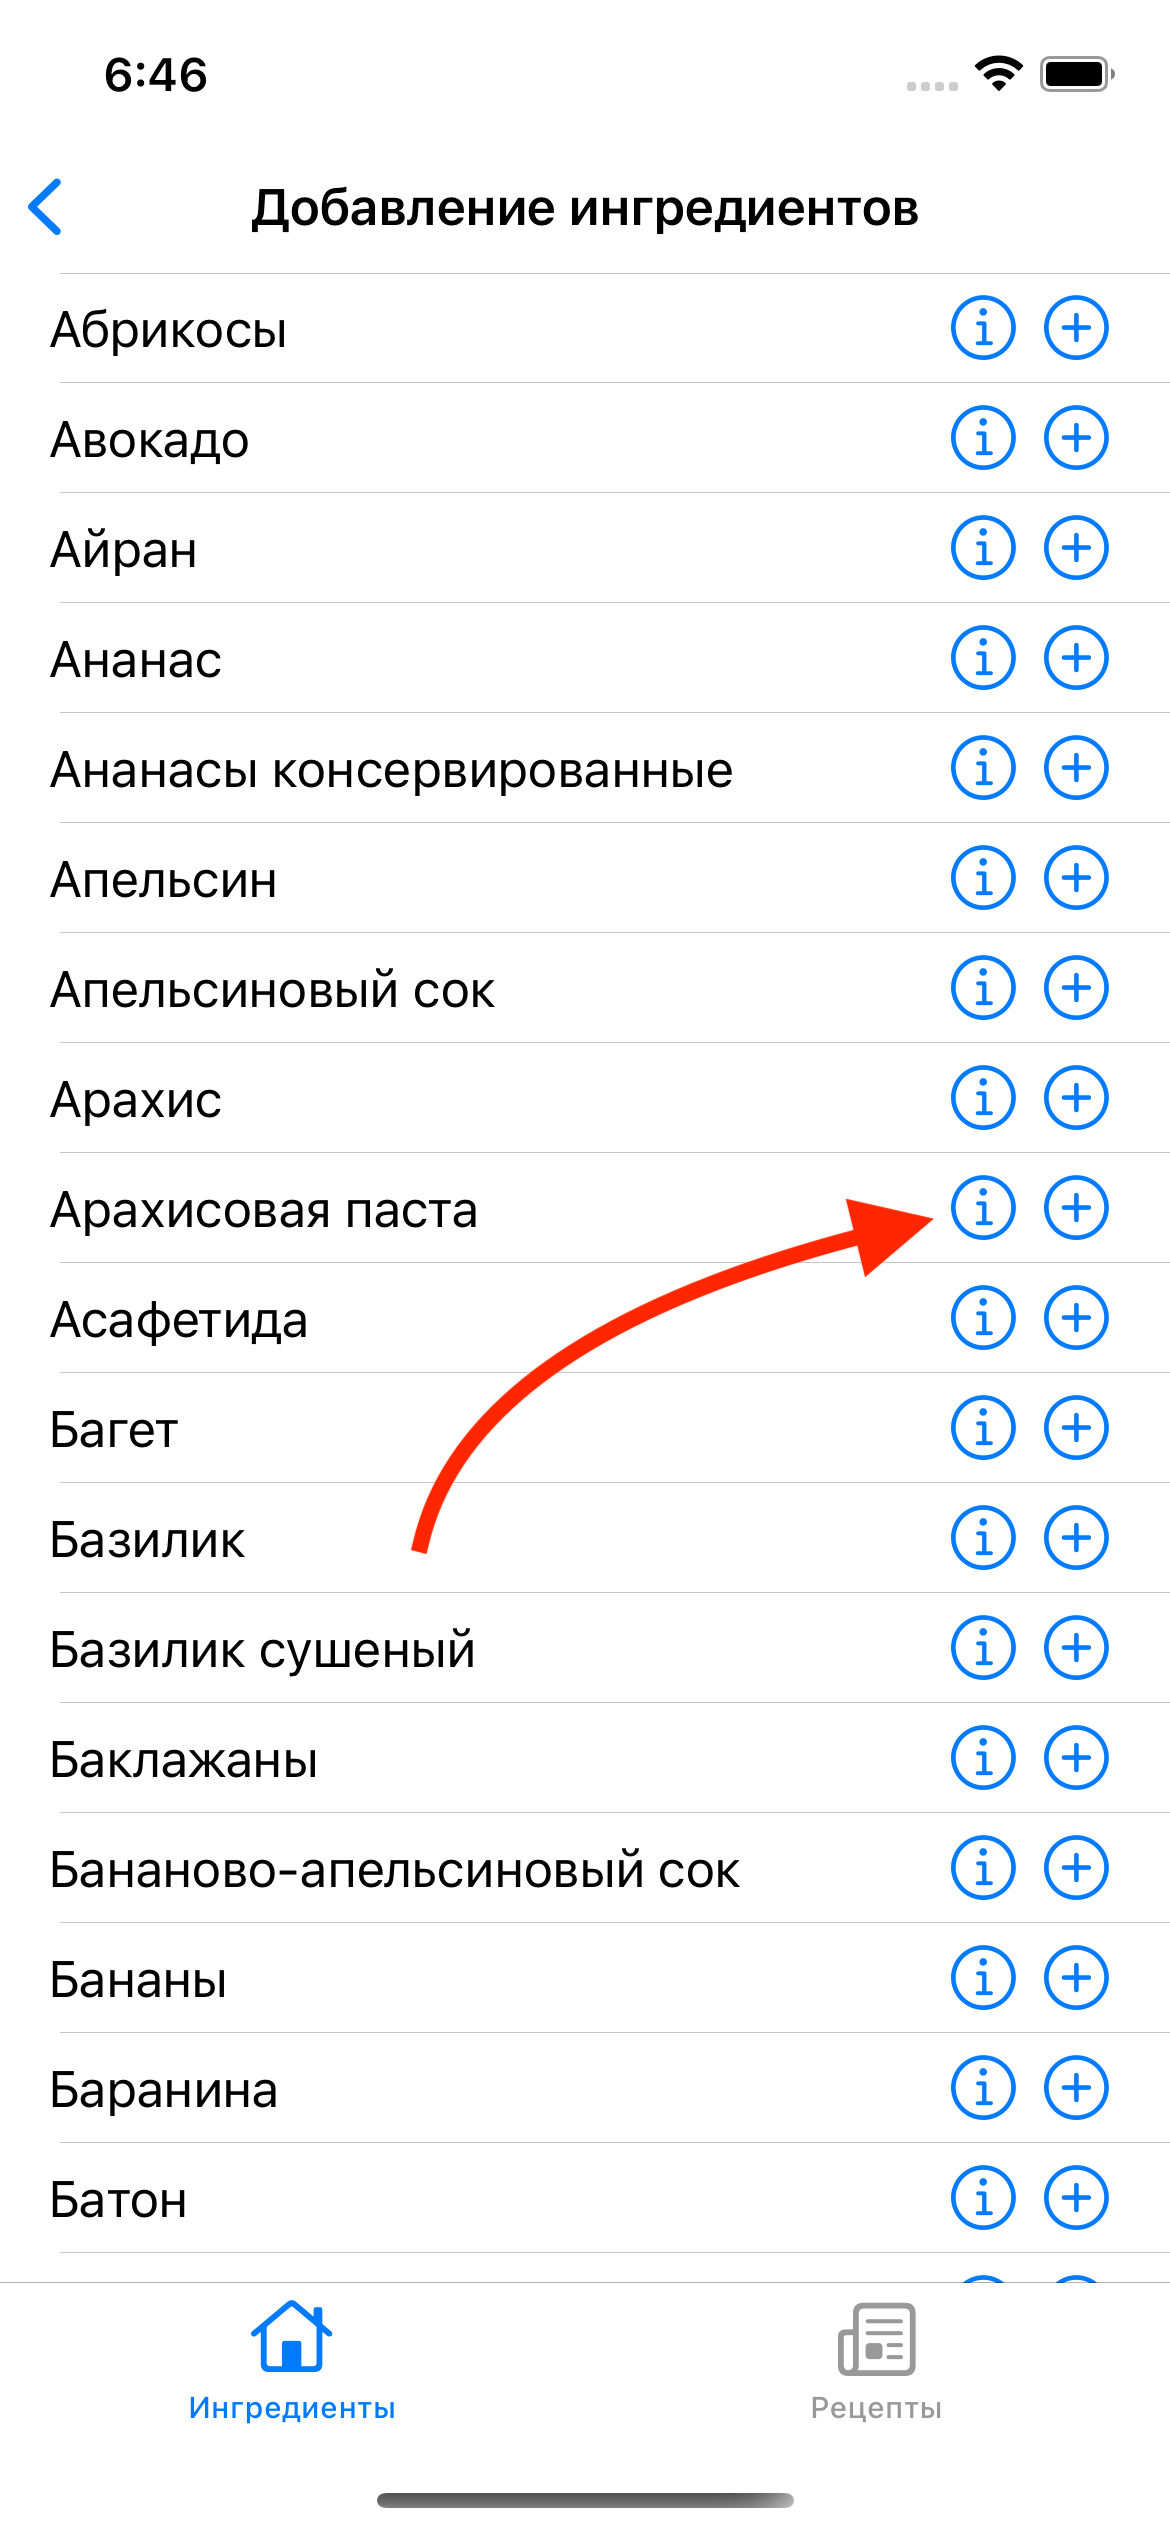 6:46
Добавление ингредиентов
Абрикосы
Авокадо
Айран
Ананас
Ананасы консервированные
Апельсин
Апельсиновый сок
Арахис
Арахисовая паста
Асафетида
Багет
Базилик
Базилик сушеный
Баклажаны
Бананово-апельсиновый сок
Бананы
Баранина
Батон
Ингредиенты
Рецепты